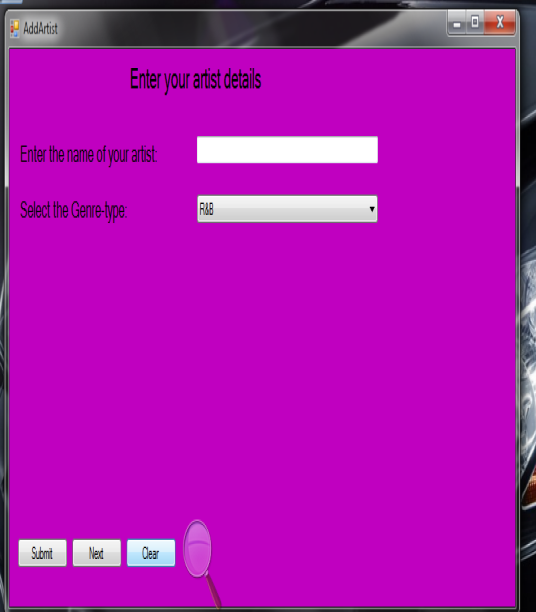 AddArtist
Enter your artist details
Enter the name of your artist:
Select the Genre-type:
R&B
Submit
Next
Clear